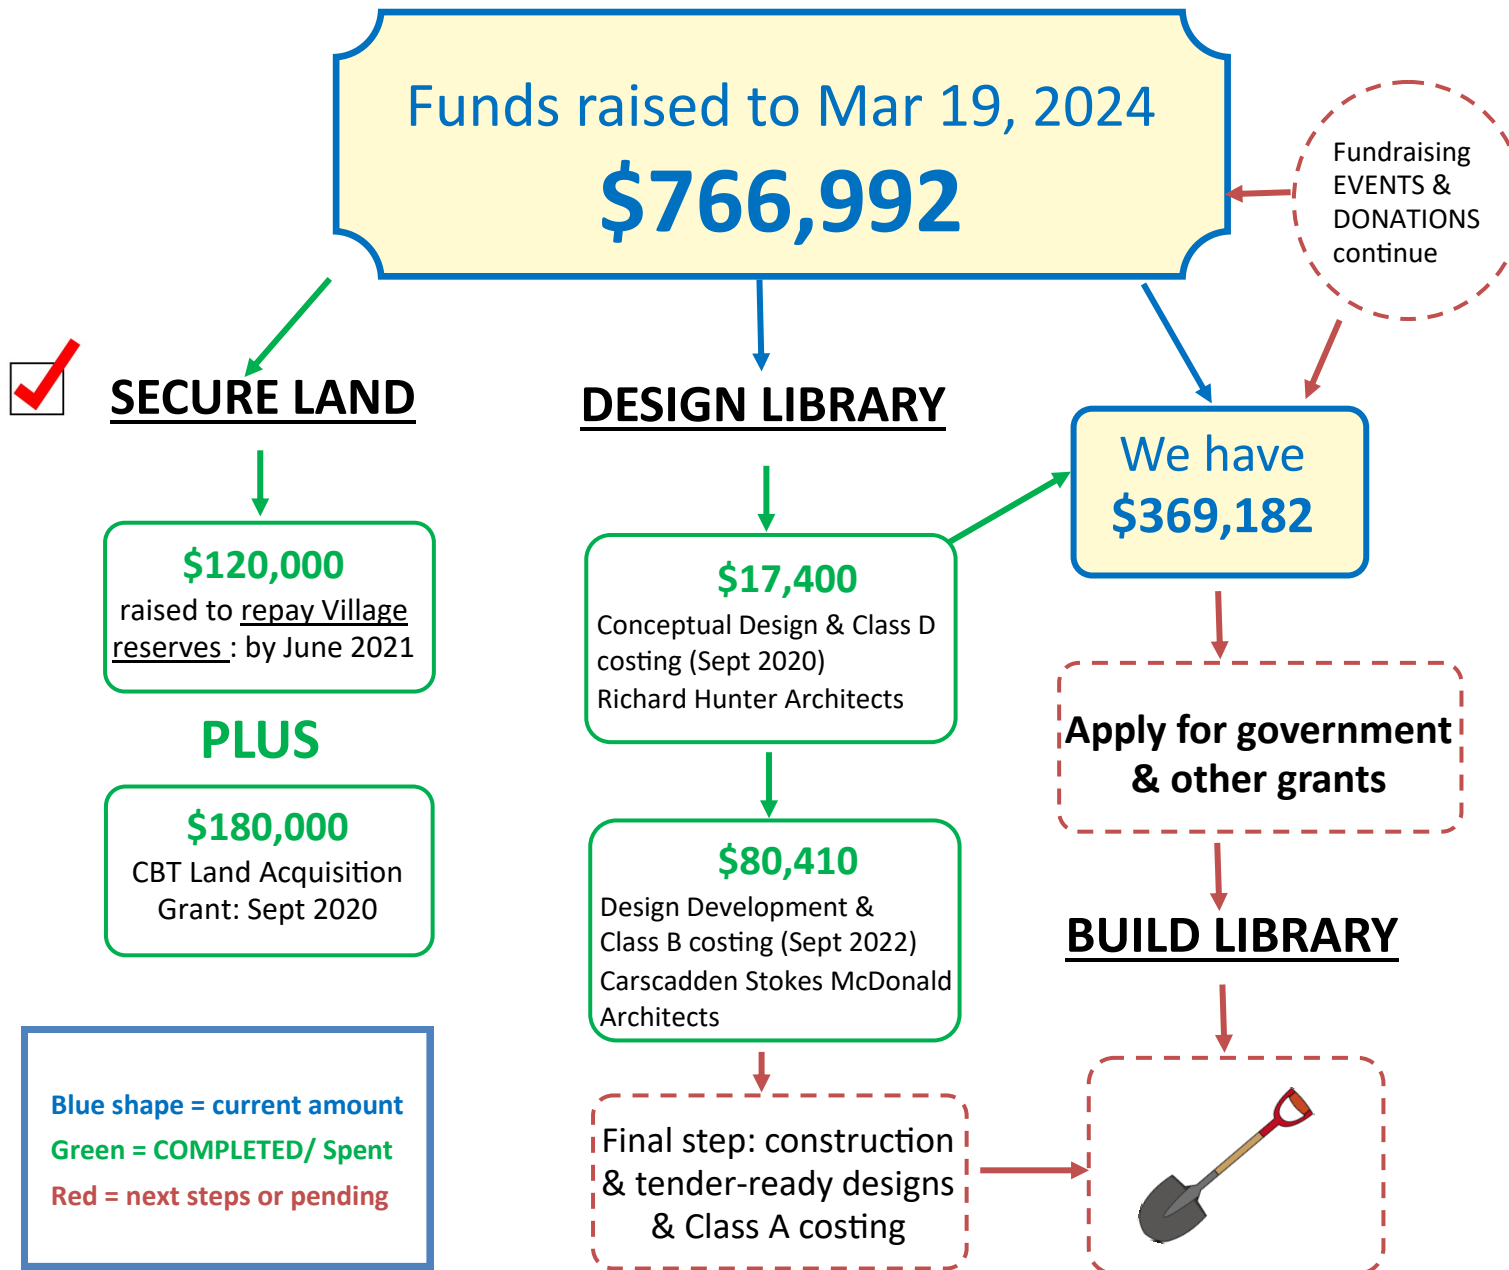 Funds raised to Mar 19, 2024
$766,992
Fundraising
EVENTS &
DONATIONS
continue
SECURE LAND
$120,000
raised to repay Village
reserves : by June 2021
PLUS
$180,000
CBT Land Acquisition
Grant: Sept 2020
DESIGN LIBRARY
$17,400
Conceptual Design & Class D
costing (Sept 2020)
Richard Hunter Architects
$80,410
Design Development &
Class B costing (Sept 2022)
Carscadden Stokes McDonald
Architects
Final step: construction
& tender-ready designs
& Class A costing
We have
$369,182
Apply for government
& other grants
BUILD LIBRARY
Blue shape = current amount
Green = COMPLETED/ Spent
Red = next steps or pending